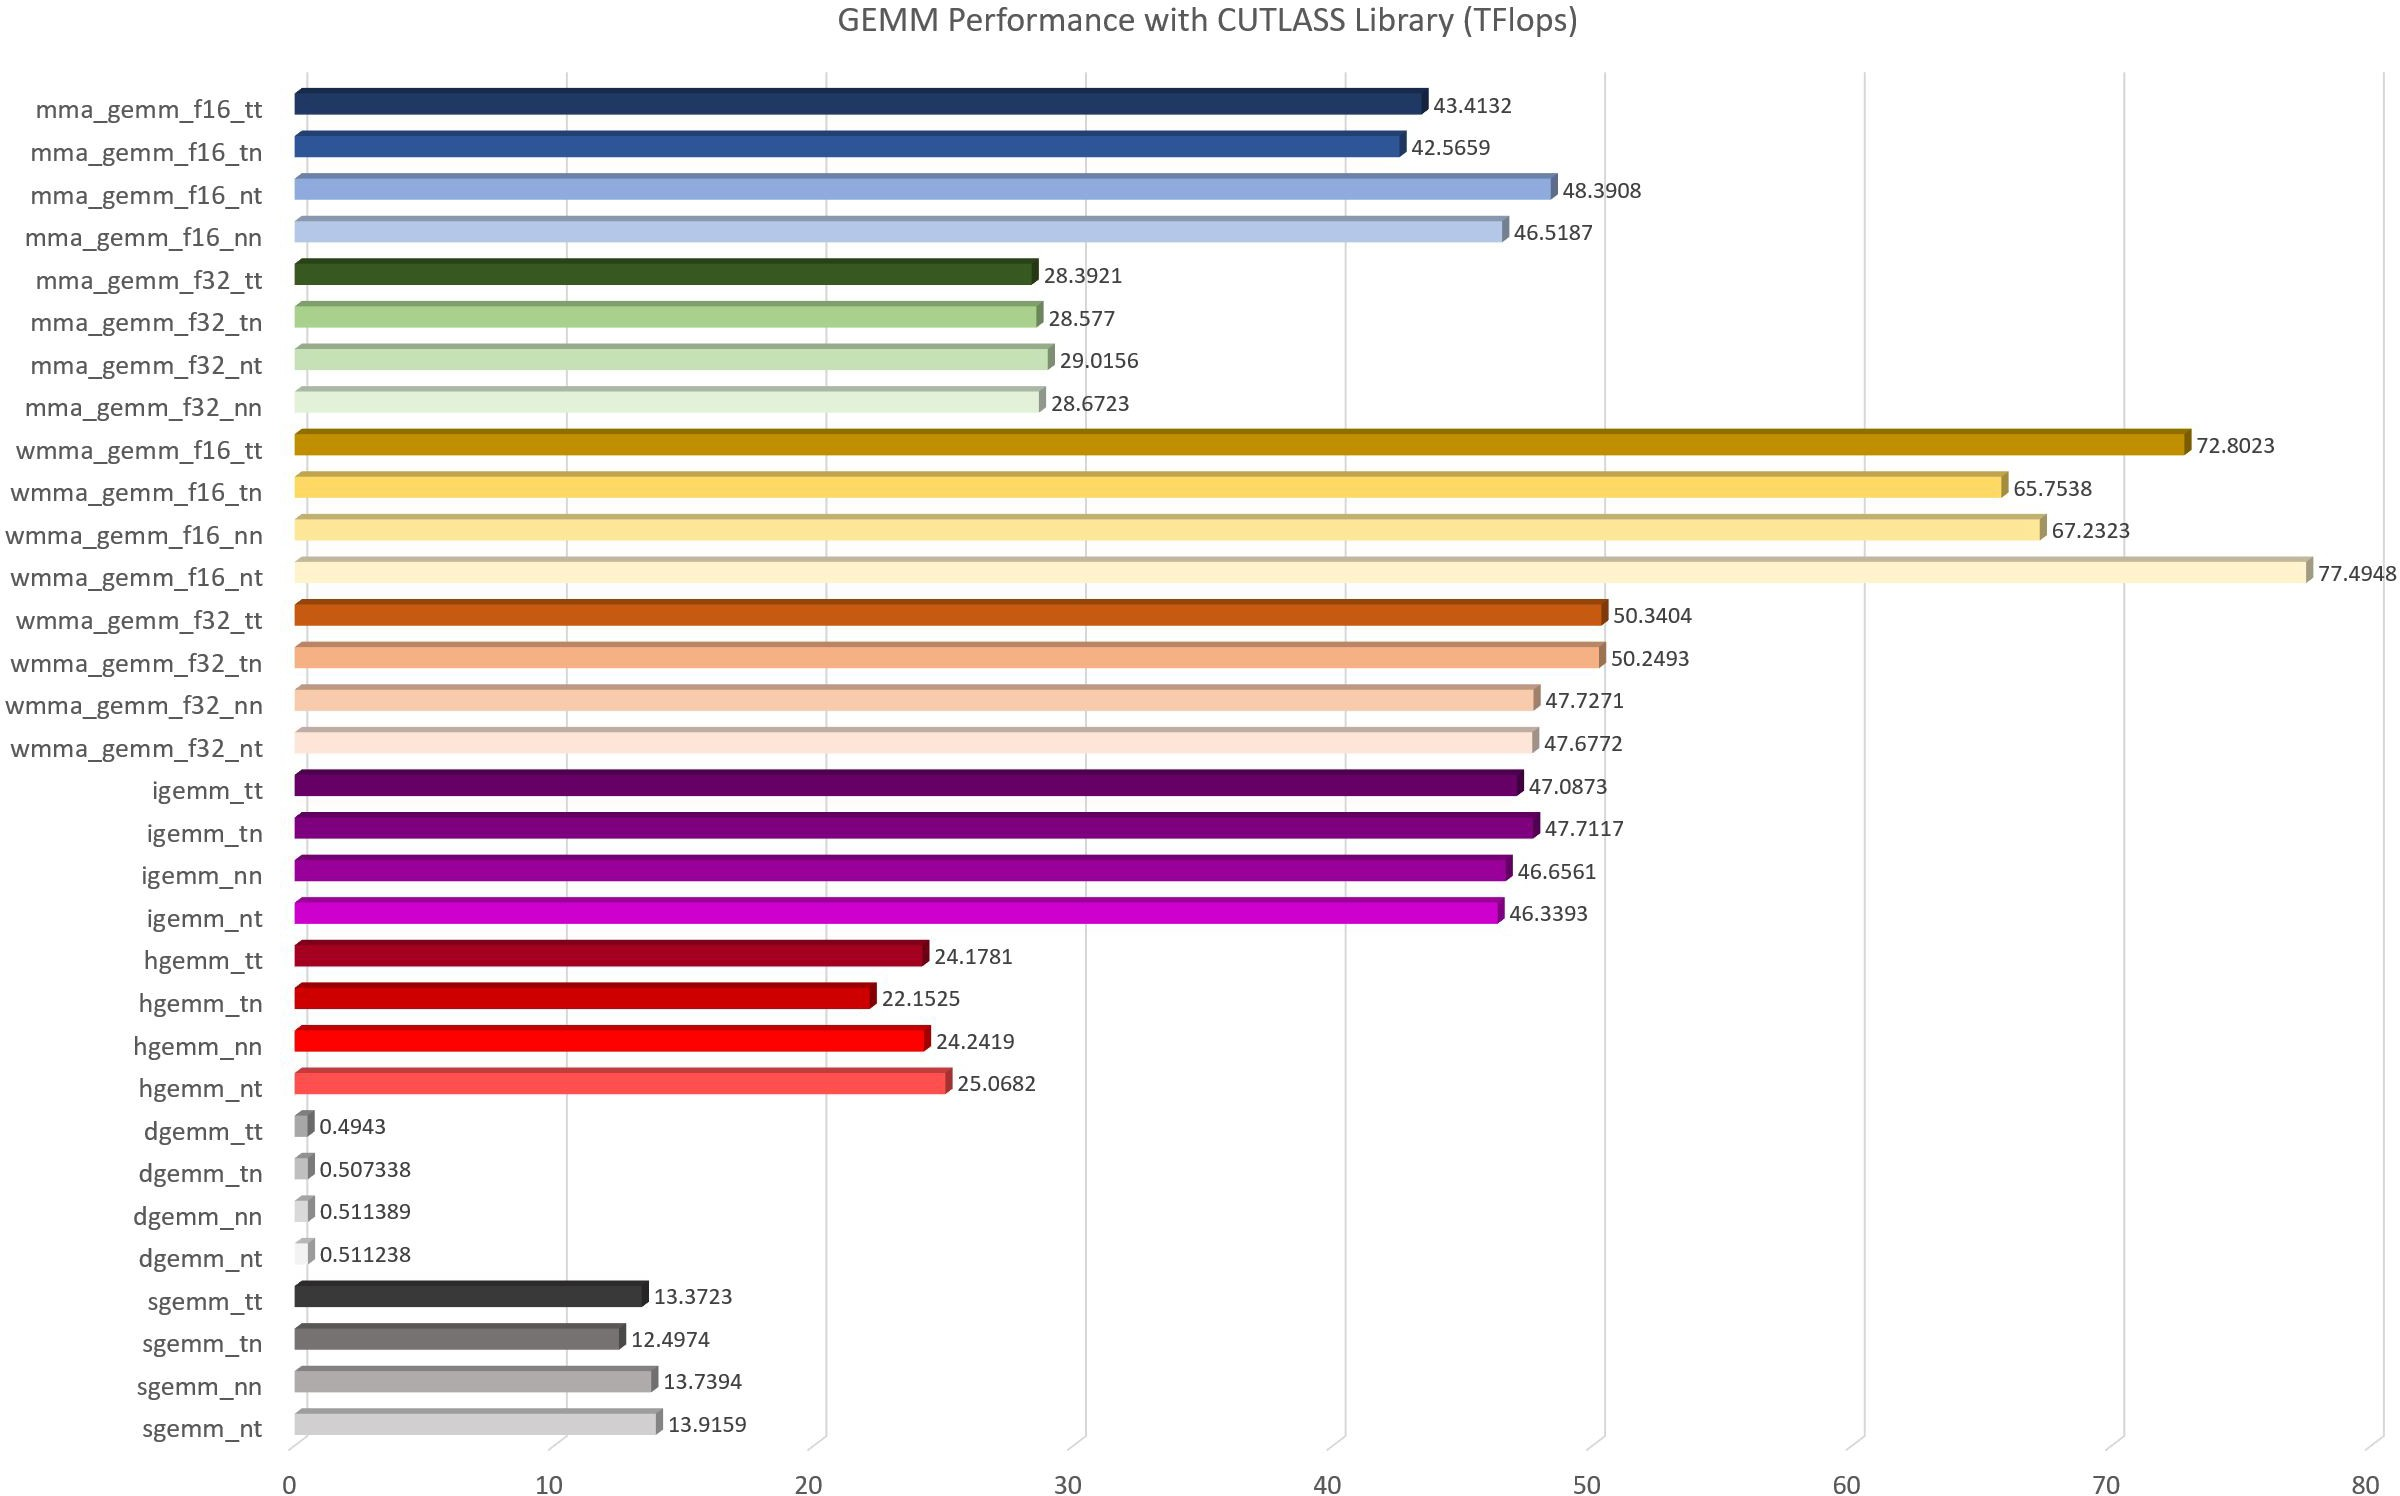 GEMM Performance with CUTLASS Library (TFlops)
mma_gemm_f16_tt 43.4132
mma_gemm_f16_tn 42.5659
mma_gemm_f16_nt 48.3908
mma_gemm_f16_nn 46.5187
mma_gemm_f32_tt 28.3921
mma_gemm_f32_tn 28.577
mma_gemm_f32_nt 29.0156
mma_gemm_f32_nn 28.6723
wmma_gemm_f16_tt 72.8023
wmma_gemm_f16_tn 65.7538
wmma_gemm_f16_nn 67.2323
wmma_gemm_f16_nt 77.4948
wmma_gemm_f32_tt 50.3404
wmma_gemm_f32_tn 50.2493
wmma_gemm_f32_nn 47.7271
wmma_gemm_f32_nt 47.6772
igemm_tt 47.0873
igemm_tn 47.7117
igemm_nn 46.6561
igemm_nt 46.3393
hgemm_tt 24.1781
hgemm_tn 22.1525
hgemm_nn 24.2419
hgemm_nt 25.0682
dgemm_tt 0.4943
dgemm_tn 0.507338
dgemm_nn 0.511389
dgemm_nt 0.511238
sgemm_tt 13.3723
sgemm_tn 12.4974
sgemm_nn 13.7394
sgemm_nt 13.9159
0 10 20 30 40 50 60 70 80